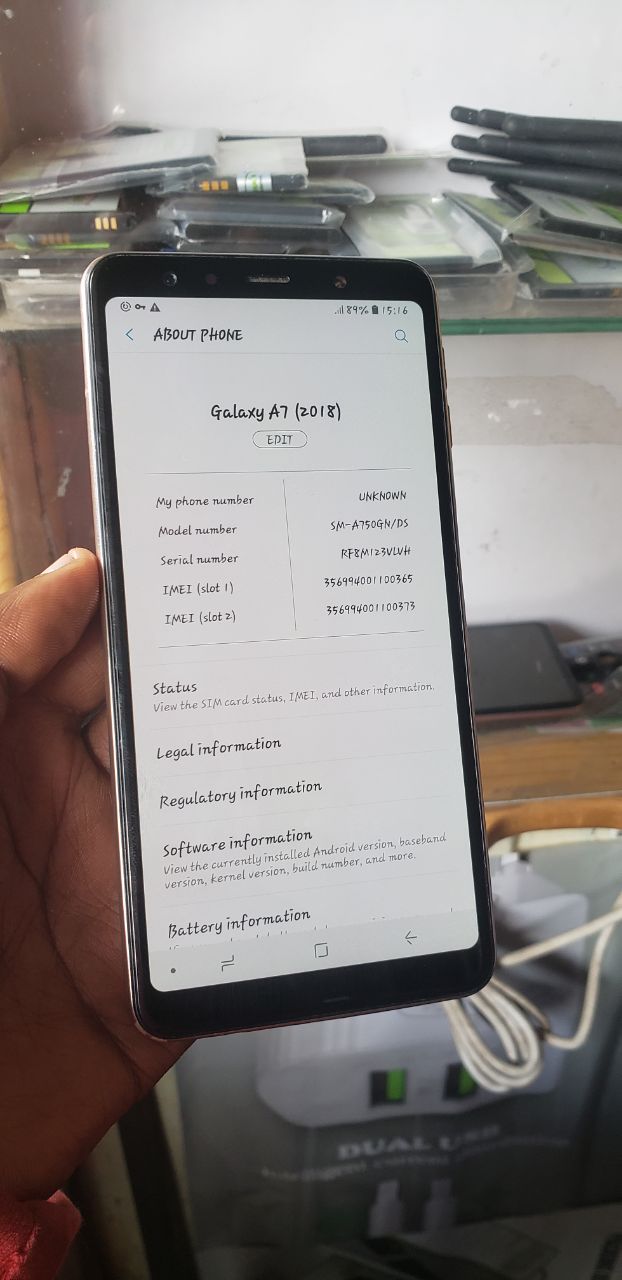 89% 15:16
ABOUT PHONE
Galaxy A7 (2018)
EDIT
My phone number UNKNOWN
Model number SM-A750GN/DS
Serial number RF8M123VLVH
IMEI (slot 1) 356994001100365
IMEI (slot 2) 356994001100373
Status
View the SIM card status, IMEI, and other information.
Legal information
Regulatory information
Software information
View the currently installed Android version, baseband
version, kernel version, build number, and more.
Battery information
DUAL USB